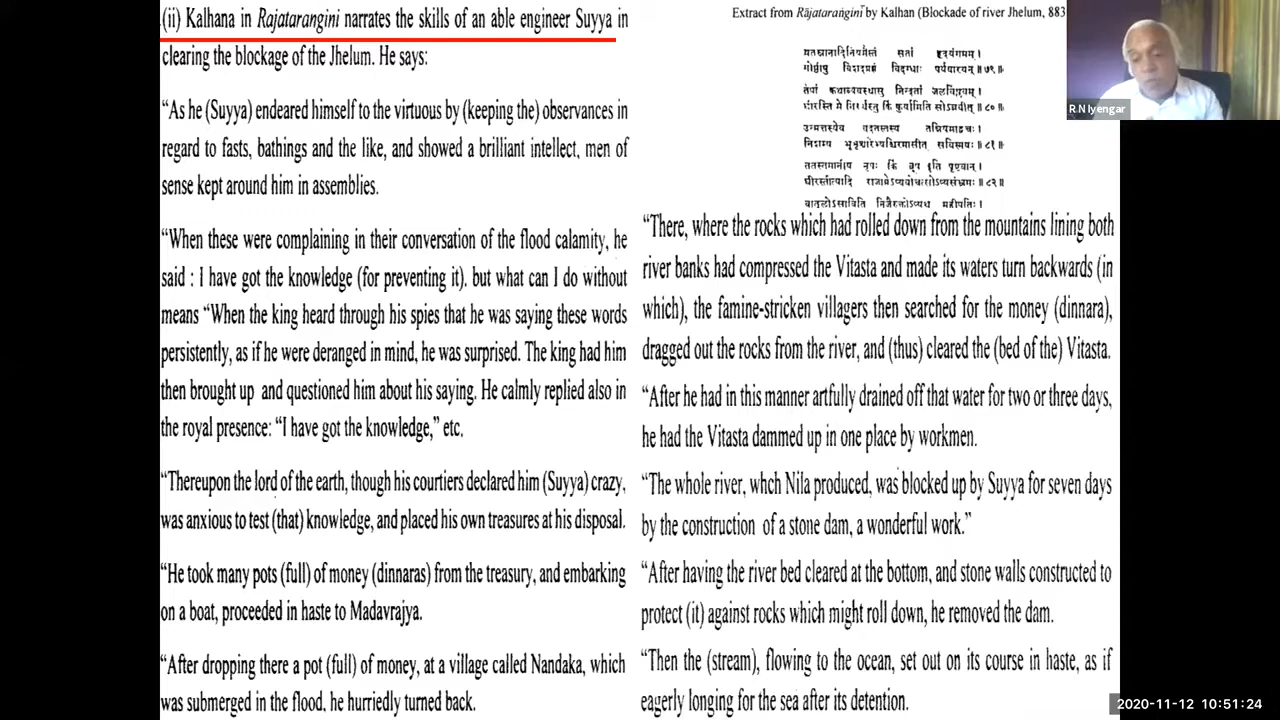 (ii) Kalhana in Rajatarangini narrates the skills of an able engineer Suyya in
clearing the blockage of the Jhelum. He says:
“As he (Suyya) endeared himself to the virtuous by (keeping the) observances in
regard to fasts, bathings and the like, and showed a brilliant intellect, men of
sense kept around him in assemblies.
“When these were complaining in their conversation of the flood calamity, he
said : I have got the knowledge (for preventing it). but what can I do without
means “When the king heard through his spies that he was saying these words
persistently, as if he were deranged in mind, he was surprised. The king had him
then brought up and questioned him about his saying. He calmly replied also in
the royal presence: “I have got the knowledge,” etc.
“Thereupon the lord of the earth, though his courtiers declared him (Suyya) crazy,
was anxious to test (that) knowledge, and placed his own treasures at his disposal.
“He took many pots (full) of money (dinnaras) from the treasury, and embarking
on a boat, proceeded in haste to Madavrajya.
“After dropping there a pot (full) of money, at a village called Nandaka, which
was submerged in the flood, he hurriedly turned back.
Extract from Rājataraṅgiṇī by Kalhan (Blockade of river Jhelum, 883
“There, where the rocks which had rolled down from the mountains lining both
river banks had compressed the Vitasta and made its waters turn backwards (in
which), the famine-stricken villagers then searched for the money (dinnara),
dragged out the rocks from the river, and (thus) cleared the (bed of the) Vitasta.
“After he had in this manner artfully drained off that water for two or three days,
he had the Vitasta dammed up in one place by workmen.
“The whole river, whch Nila produced, was blocked up by Suyya for seven days
by the construction of a stone dam, a wonderful work.”
“After having the river bed cleared at the bottom, and stone walls constructed to
protect (it) against rocks which might roll down, he removed the dam.
“Then the (stream), flowing to the ocean, set out on its course in haste, as if
eagerly longing for the sea after its detention.
R N Iyengar
2020-11-12 10:51:24